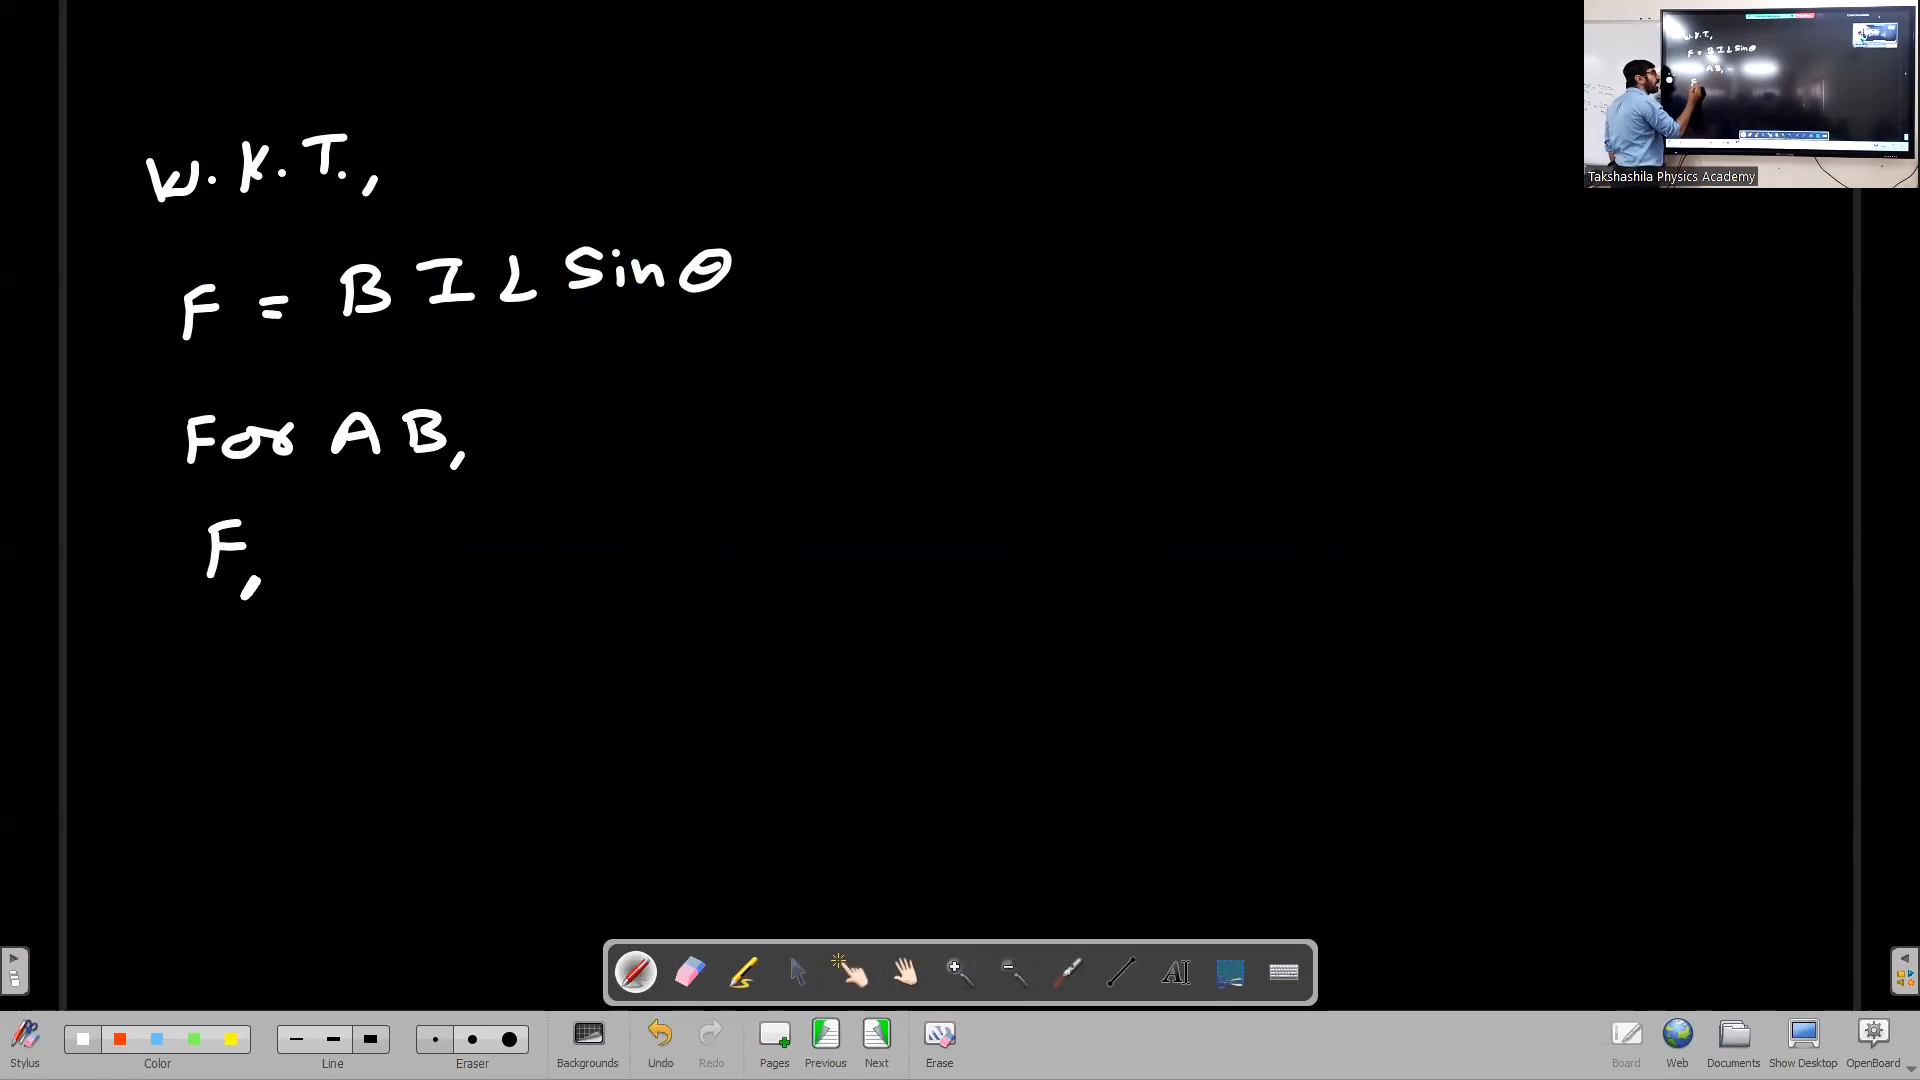 W.K.T.,
F = B I L Sinθ
For AB,
F,
Takshashila Physics Academy
Stylus
Color
Line
Eraser
Backgrounds
Undo
Redo
Pages
Previous
Next
Erase
Board
Web
Documents
Show Desktop
OpenBoard